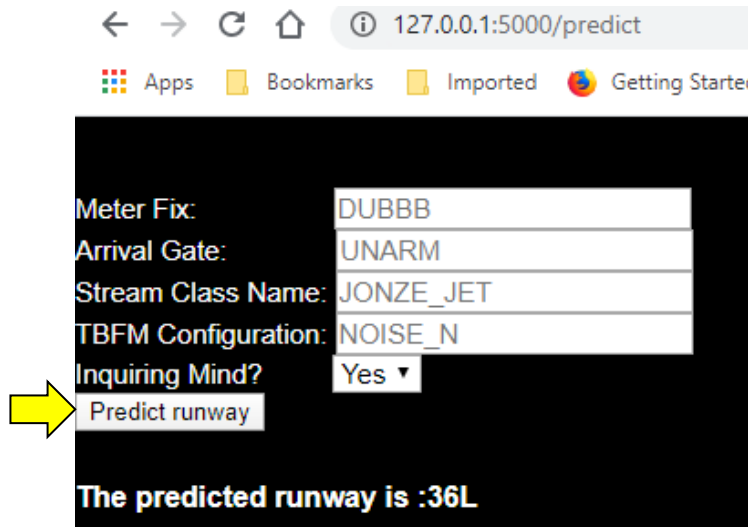 127.0.0.1:5000/predict
Apps Bookmarks Imported Getting Starte
Meter Fix: DUBBB
Arrival Gate: UNARM
Stream Class Name: JONZE_JET
TBFM Configuration: NOISE_N
Inquiring Mind? Yes
Predict runway
The predicted runway is :36L